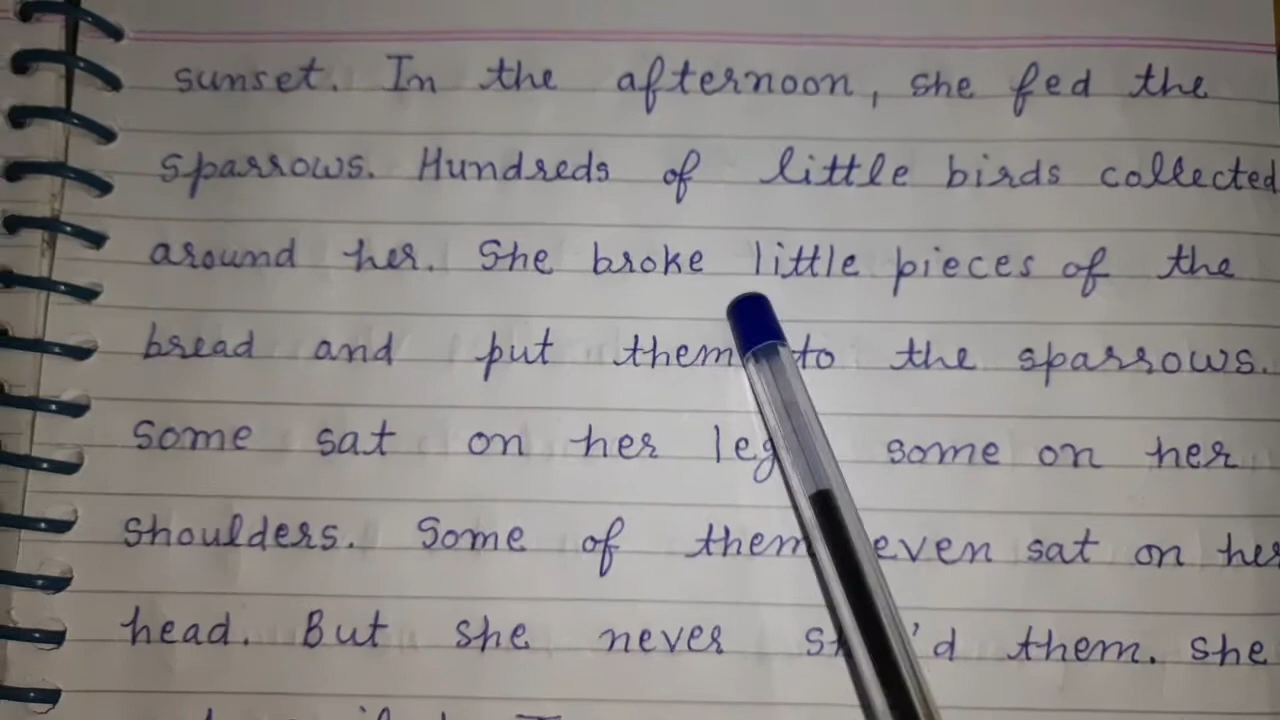 sunset. In the afternoon, she fed the
sparrows. Hundreds of little birds collected
around her. She broke little pieces of the
bread and put them to the sparrows.
Some sat on her some on her
shoulders. Some of them even sat on her
head. But she never them. She